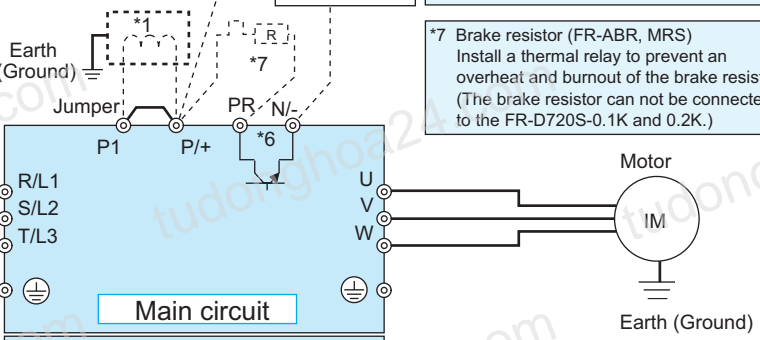 *1
R
*7
Earth
(Ground)
Jumper
PR
N/-
P1
P/+
*6
*7 Brake resistor (FR-ABR, MRS)
Install a thermal relay to prevent an
overheat and burnout of the brake
(The brake resistor can not be
to the FR-D720S-0.1K and 0.2K.)
R/L1
S/L2
T/L3
U
V
W
Motor
IM
Main circuit
Earth (Ground)
tudonghoa24.com